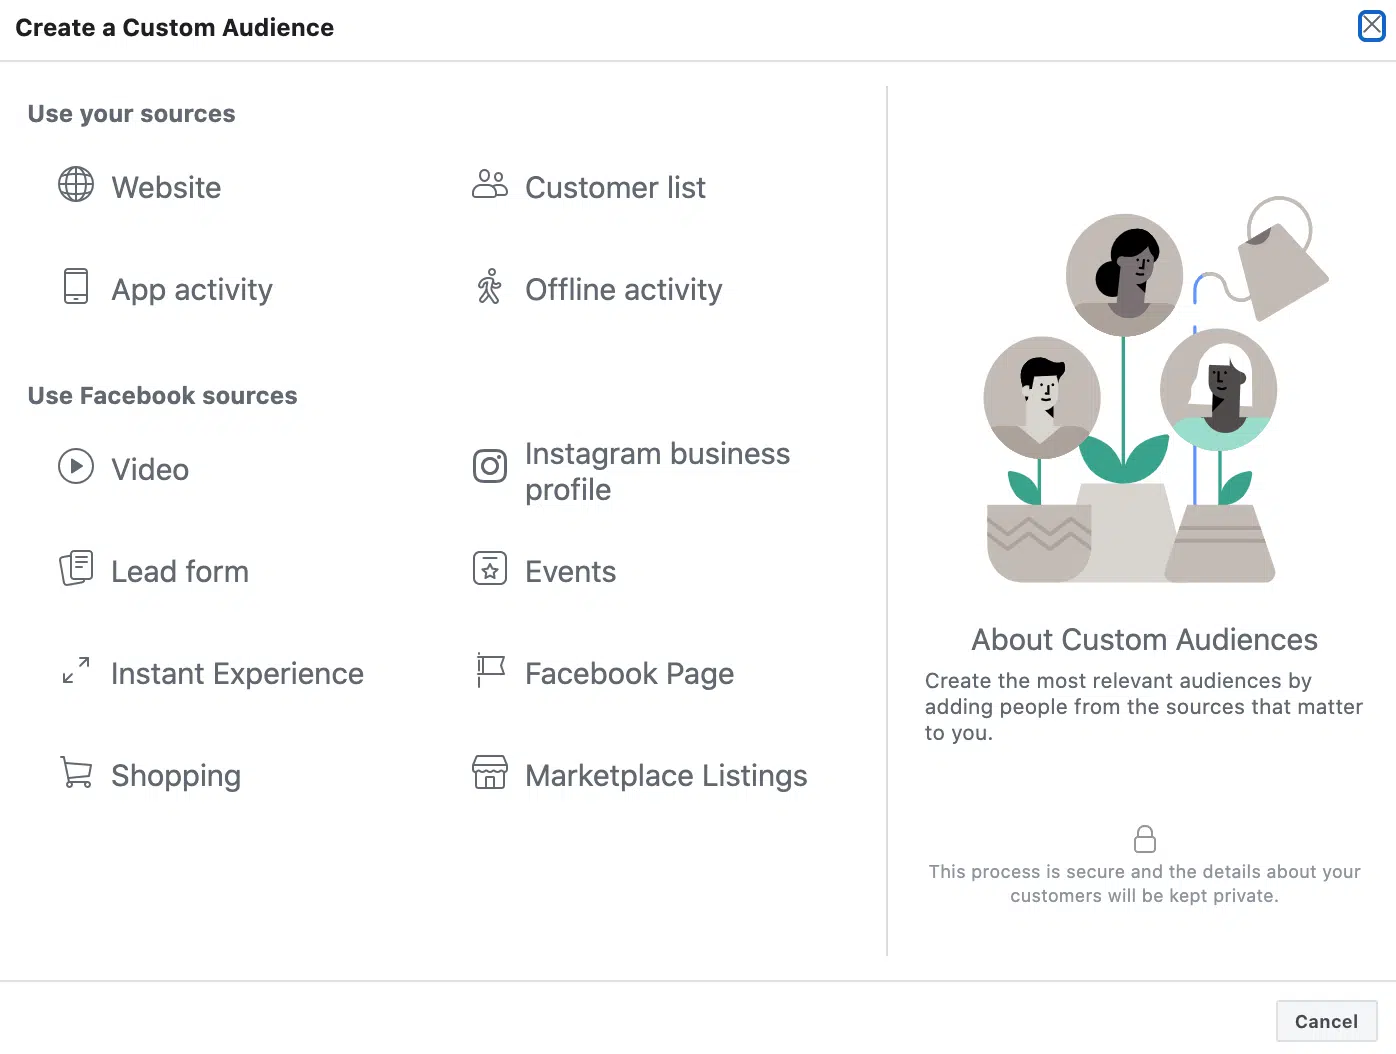 Create a Custom Audience
Use your sources
Website
Customer list
App activity
Offline activity
Use Facebook sources
Video
Instagram business
profile
Lead form
Events
Instant Experience
Facebook Page
Shopping
Marketplace Listings
About Custom Audiences
Create the most relevant audiences by
adding people from the sources that matter
to you.
This process is secure and the details about your
customers will be kept private.
Cancel